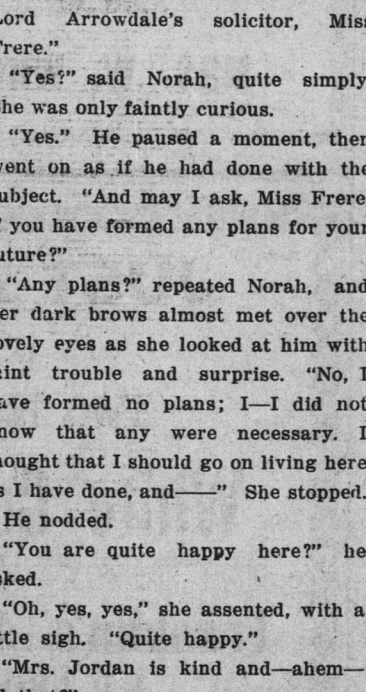 Lord Arrowdale's solicitor, Miss
Frere."
"Yes?" said Norah, quite simply
she was only faintly curious.
"Yes." He paused a moment, then
went on as if he had done with the
subject. "And may I ask, Miss Frere
if you have formed any plans for your
future?"
"Any plans?" repeated Norah, and
her dark brows almost met over the
lovely eyes as she looked at him with
faint trouble and surprise. "No, I
have formed no plans; I—I did not
know that any were necessary. I
thought that I should go on living here
as I have done, and——" She stopped.
He nodded.
"You are quite happy here?" he
asked.
"Oh, yes, yes," she assented, with a
little sigh. "Quite happy."
"Mrs. Jordan is kind and—ahem—